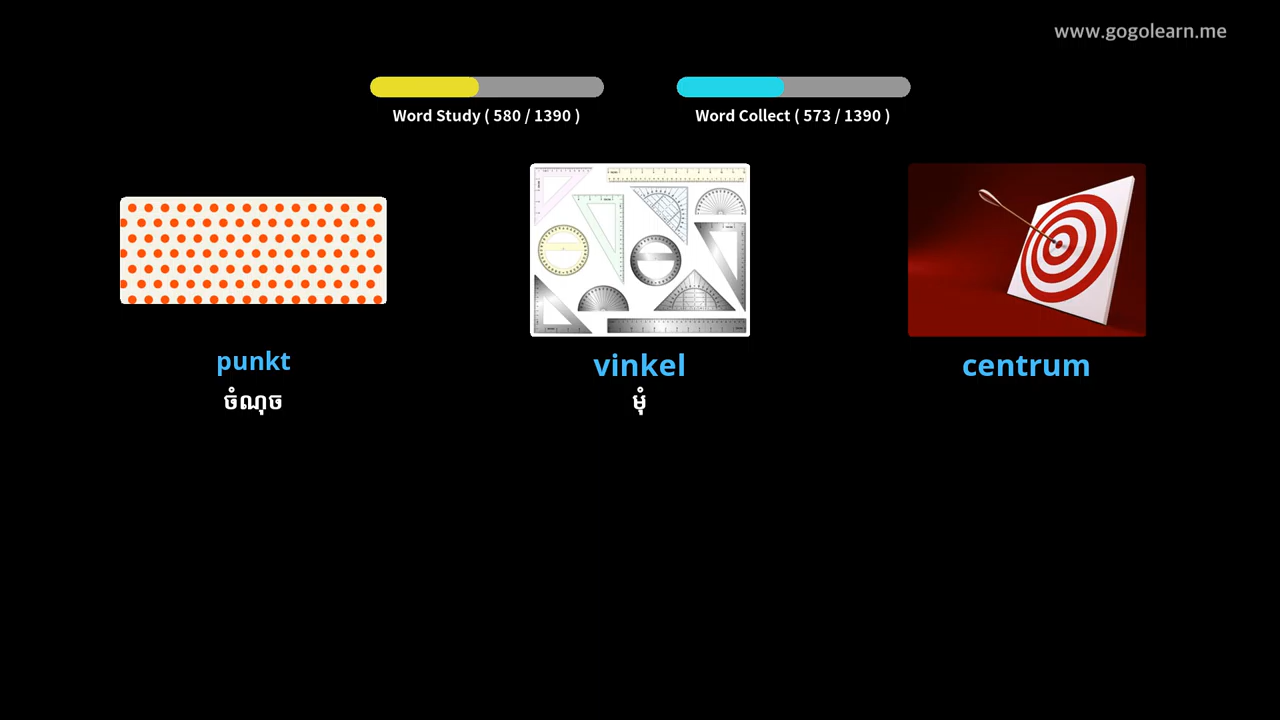 www.gogolearn.me
Word Study ( 580 / 1390 )
Word Collect ( 573 / 1390 )
punkt
vinkel
centrum
ចំណុច
មុំ